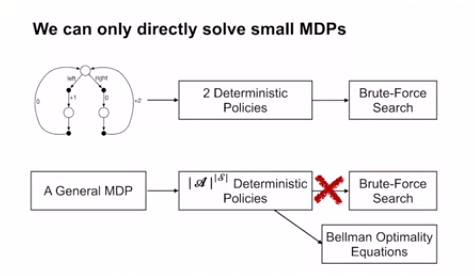 We can only directly solve small MDPs
left
right
0
+1
0
+2
2 Deterministic
Policies
Brute-Force
Search
A General MDP
|𝒜|^|𝒮| Deterministic
Policies
Brute-Force
Search
Bellman Optimality
Equations